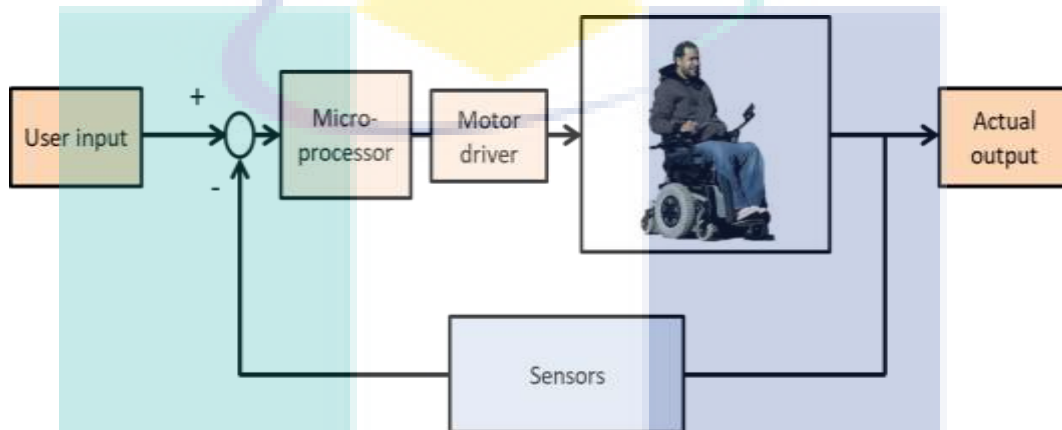 User input
+
-
Micro-
processor
Motor
driver
Actual
output
Sensors